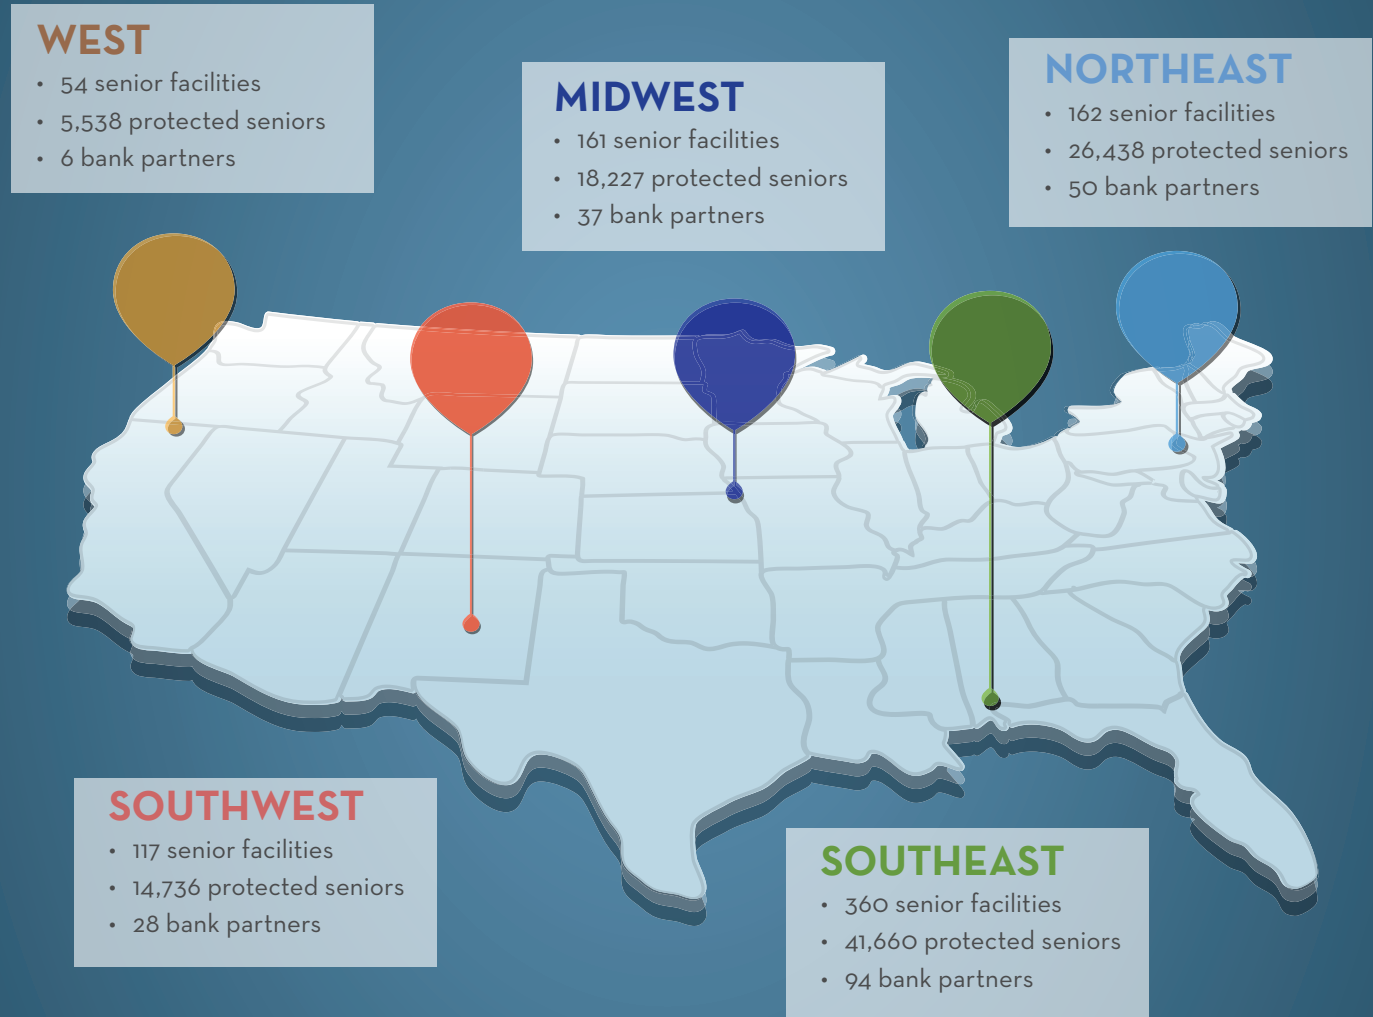 WEST
• 54 senior facilities
• 5,538 protected seniors
• 6 bank partners
MIDWEST
• 161 senior facilities
• 18,227 protected seniors
• 37 bank partners
NORTHEAST
• 162 senior facilities
• 26,438 protected seniors
• 50 bank partners
SOUTHWEST
• 117 senior facilities
• 14,736 protected seniors
• 28 bank partners
SOUTHEAST
• 360 senior facilities
• 41,660 protected seniors
• 94 bank partners